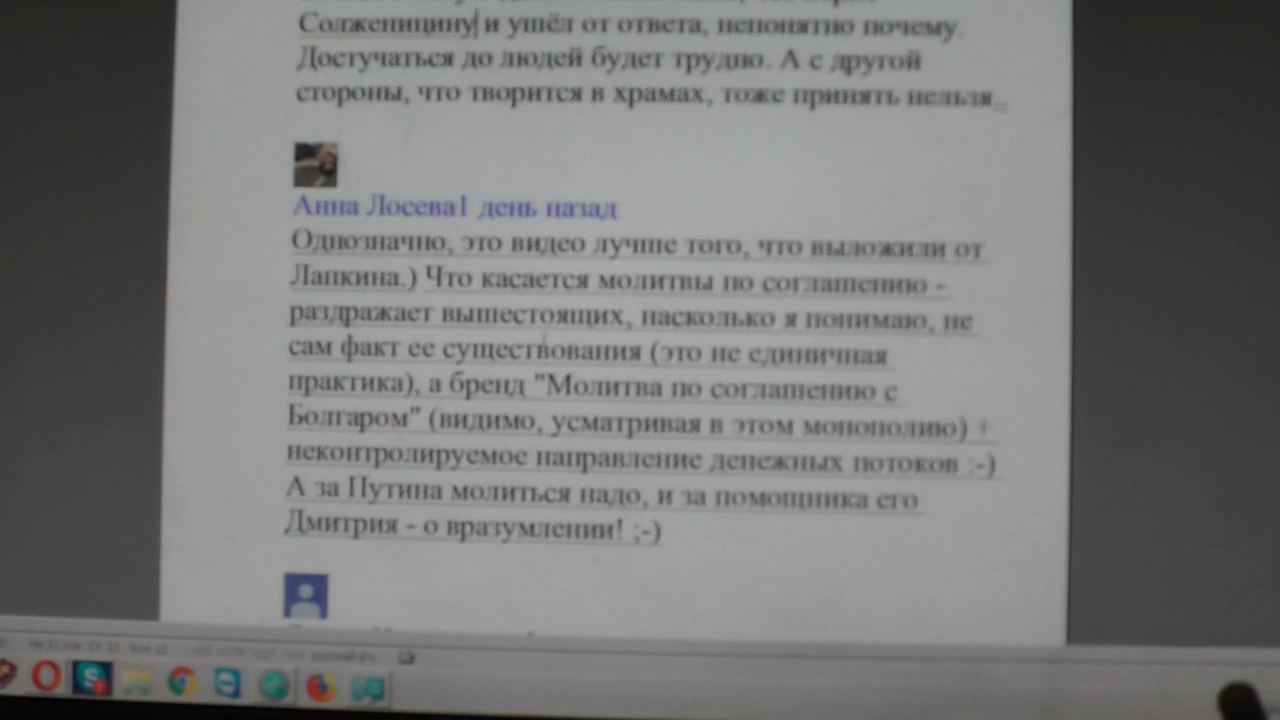 Солженицину и ушёл от ответа, непонятно почему.
Достучаться до людей будет трудно. А с другой
стороны, что творится в храмах, тоже принять нельзя..
Анна Лосева1 день назад
Однозначно, это видео лучше того, что выложили от
Лапкина.) Что касается молитвы по соглашению -
раздражает вышестоящих, насколько я понимаю, не
сам факт ее существования (это не единичная
практика), а бренд "Молитва по соглашению с
Болгаром" (видимо, усматривая в этом монополию) +
неконтролируемое направление денежных потоков :-)
А за Путина молиться надо, и за помощника его
Дмитрия - о вразумлении! ;-)